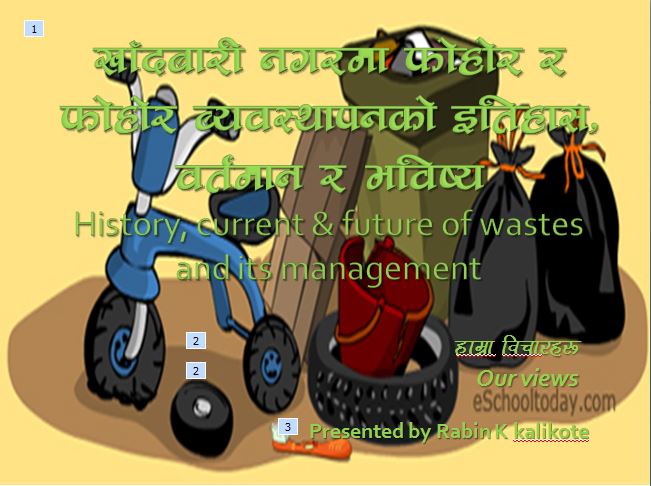 1
खाँदबारी नगरमा फोहोर र
फोहोर व्यवस्थापनको इतिहास,
वर्तमान र भविष्य
History, current & future of wastes
and its management
2
हाम्रा विचारहरू
2
Our views
eSchooltoday.com
3
Presented by Rabin K kalikote